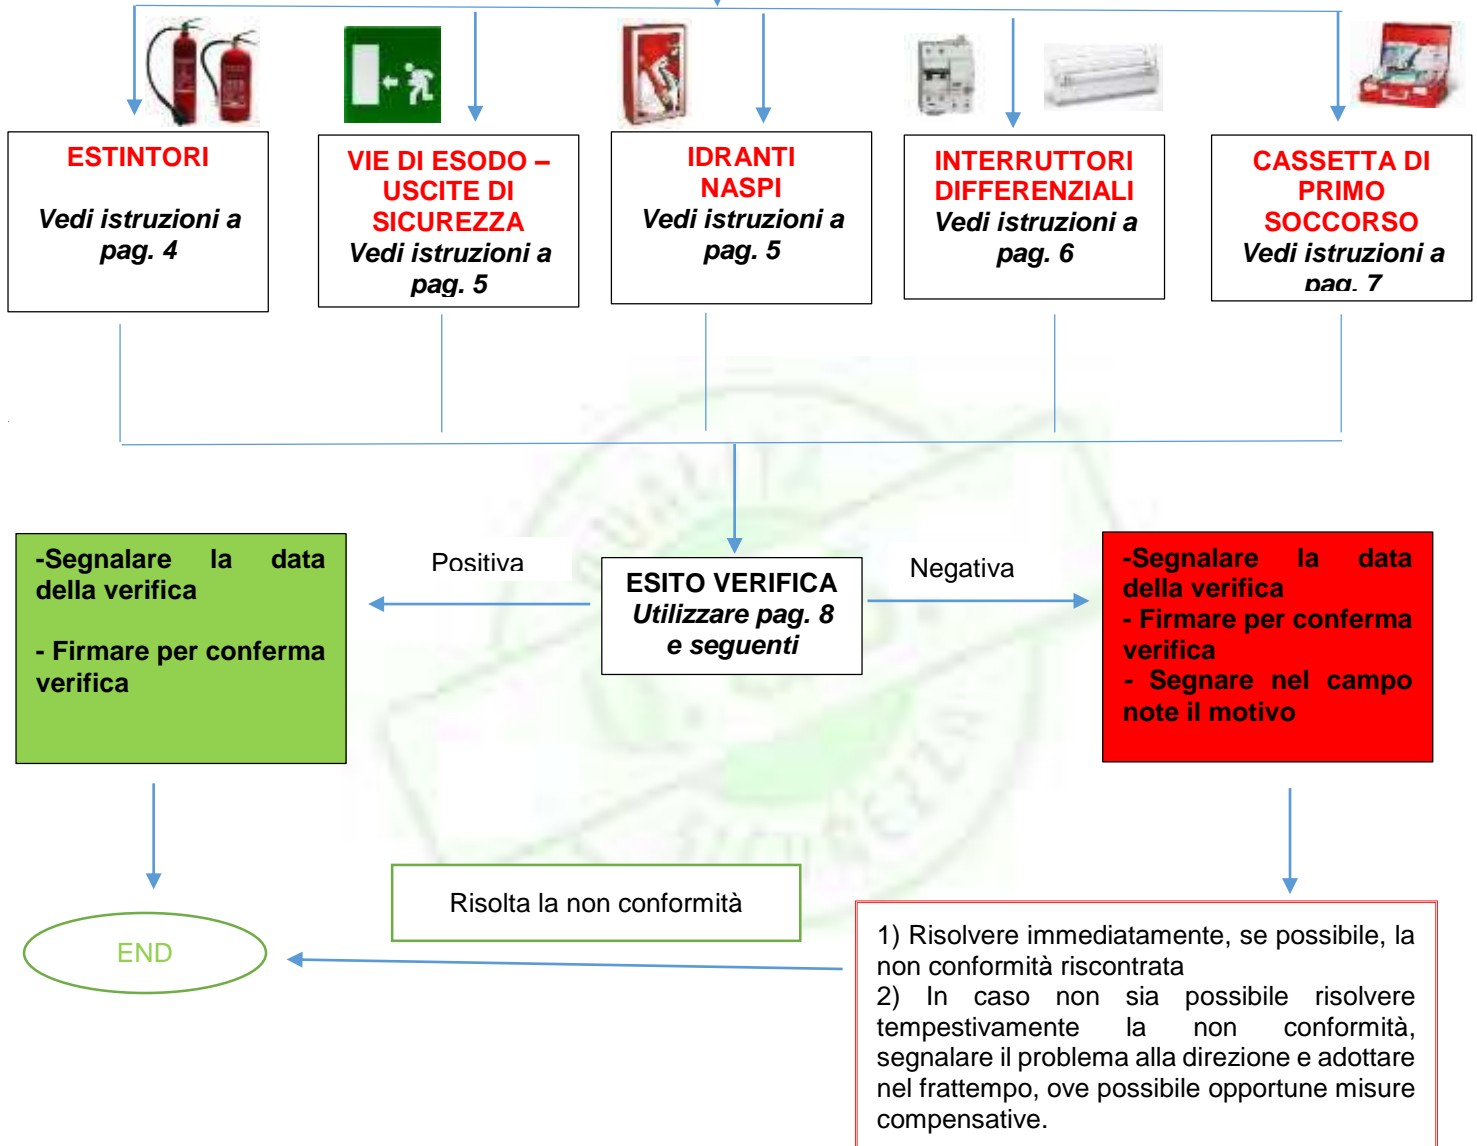 ESTINTORI
Vedi istruzioni a
pag. 4
VIE DI ESODO –
USCITE DI
SICUREZZA
Vedi istruzioni a
pag. 5
IDRANTI
NASPI
Vedi istruzioni a
pag. 5
INTERRUTTORI
DIFFERENZIALI
Vedi istruzioni a
pag. 6
CASSETTA DI
PRIMO
SOCCORSO
Vedi istruzioni a
pag. 7
-Segnalare la data
della verifica
- Firmare per conferma
verifica
Positiva
ESITO VERIFICA
Utilizzare pag. 8
e seguenti
Negativa
-Segnalare la data
della verifica
- Firmare per conferma
verifica
- Segnare nel campo
note il motivo
Risolta la non conformità
END
1) Risolvere immediatamente, se possibile, la
non conformità riscontrata
2) In caso non sia possibile risolvere
tempestivamente la non conformità,
segnalare il problema alla direzione e adottare
nel frattempo, ove possibile opportune misure
compensative.
QUALITA'
SICUREZZA